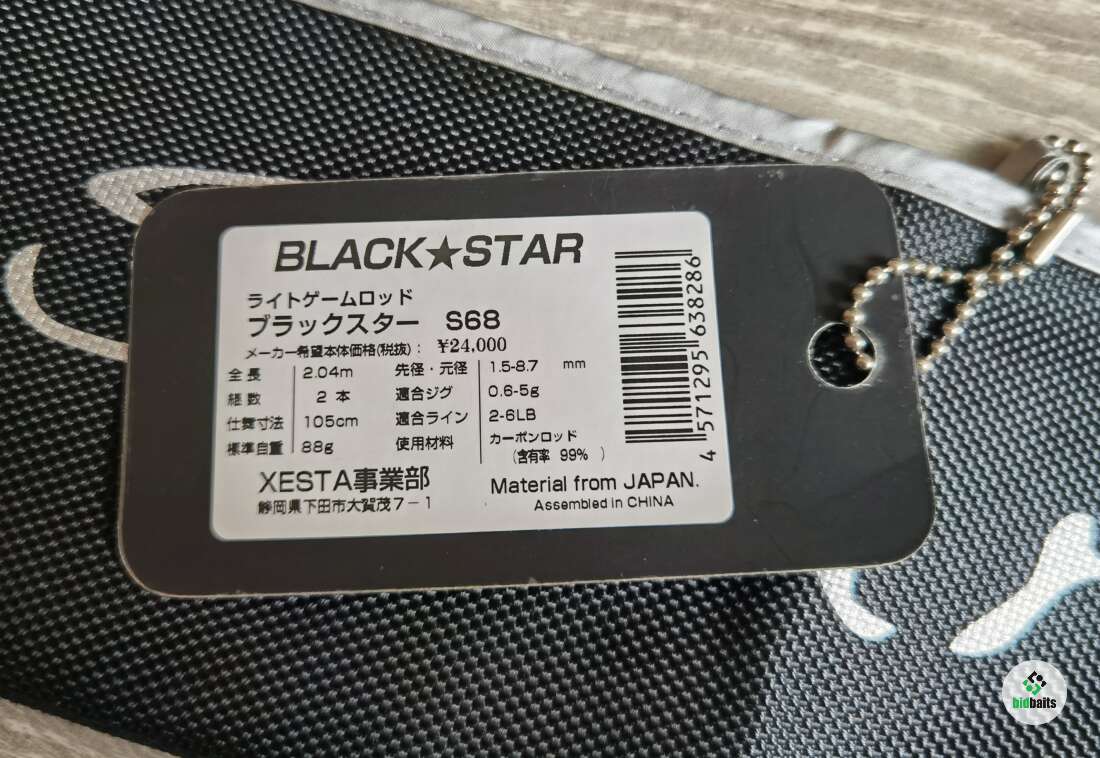 BLACK★STAR
ライトゲームロッド
ブラックスター S68
メーカー希望本体価格(税抜)： ¥24,000
全長 2.04m 先径・元径 1.5-8.7 mm
継数 2 本 適合ジグ 0.6-5g
仕舞寸法 105cm 適合ライン 2-6LB
標準自重 88g 使用材料 カーボンロッド
(含有率 99% )
XESTA事業部
静岡県下田市大賀茂7－1
Material from JAPAN.
Assembled in CHINA
4 571295 638286
bidbaits